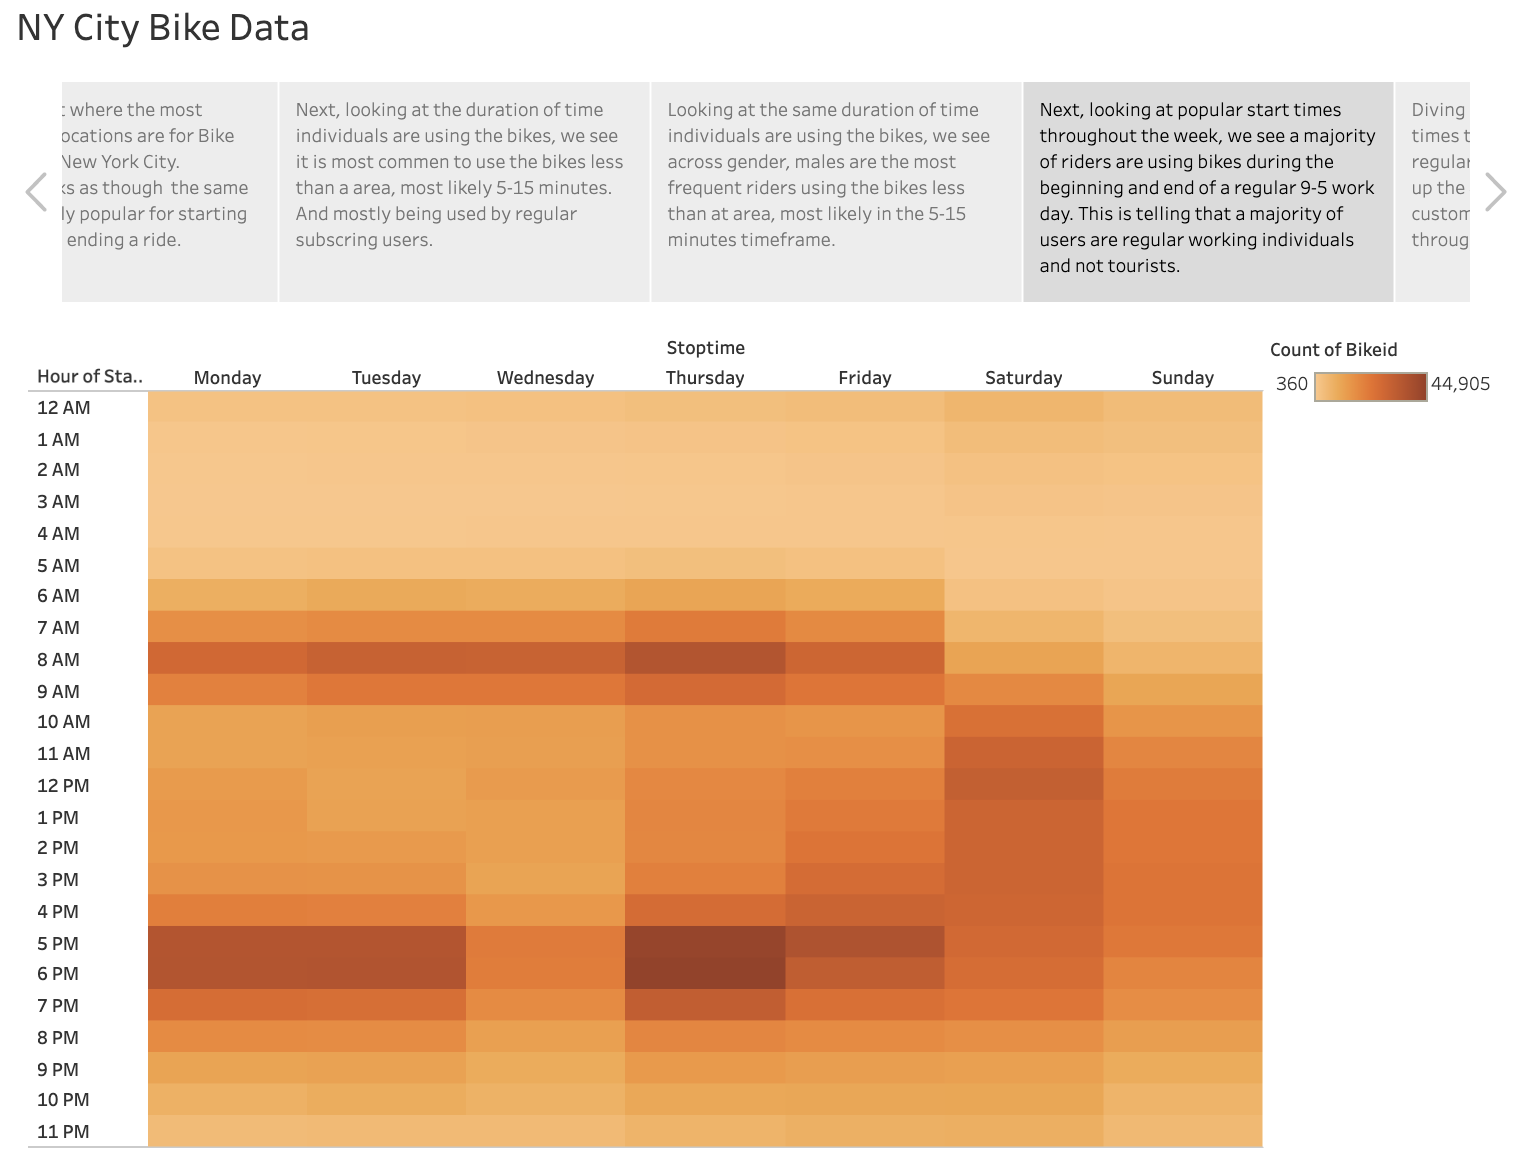 NY City Bike Data
where the most
ocations are for Bike
New York City.
as though the same
popular for starting
ending a ride.
Next, looking at the duration of time
individuals are using the bikes, we see
it is most commen to use the bikes less
than a area, most likely 5-15 minutes.
And mostly being used by regular
subscring users.
Looking at the same duration of time
individuals are using the bikes, we see
across gender, males are the most
frequent riders using the bikes less
than at area, most likely in the 5-15
minutes timeframe.
Next, looking at popular start times
throughout the week, we see a majority
of riders are using bikes during the
beginning and end of a regular 9-5 work
day. This is telling that a majority of
users are regular working individuals
and not tourists.
Diving
times t
regular
up the
custom
throug
Stoptime
Hour of Sta.. Monday Tuesday Wednesday Thursday Friday Saturday Sunday
Count of Bikeid
360 44,905
12 AM
1 AM
2 AM
3 AM
4 AM
5 AM
6 AM
7 AM
8 AM
9 AM
10 AM
11 AM
12 PM
1 PM
2 PM
3 PM
4 PM
5 PM
6 PM
7 PM
8 PM
9 PM
10 PM
11 PM